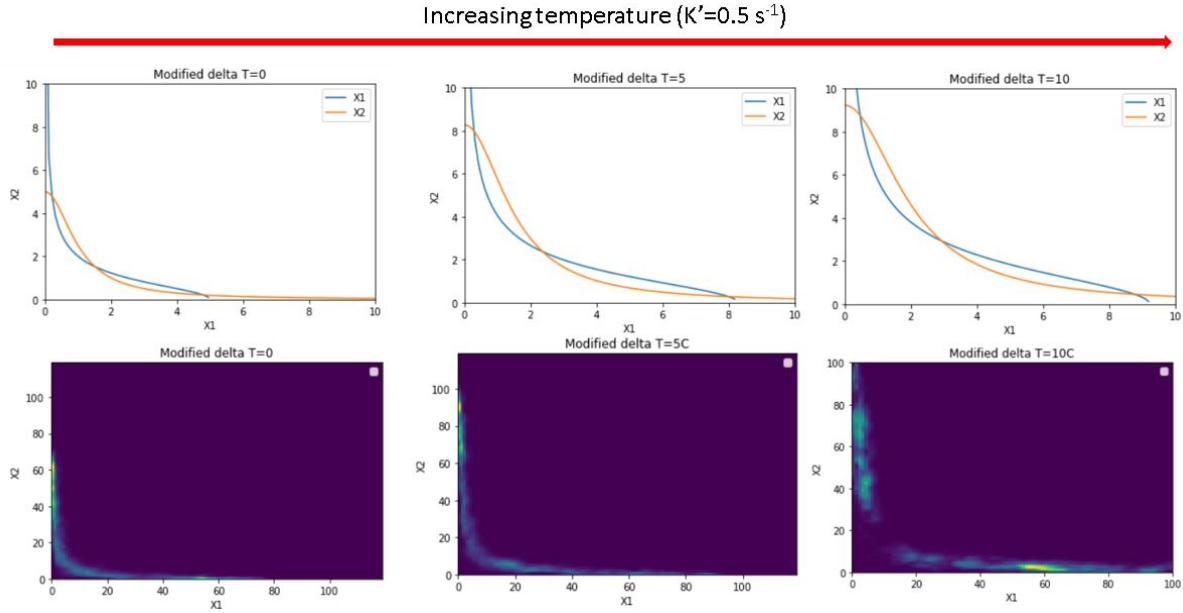 Increasing temperature (K’=0.5 s-1)
Modified delta T=0
Modified delta T=5
Modified delta T=10
10
8
6
4
2
0
X2
X1
X2
0
2
4
6
8
10
X1
10
8
6
4
2
0
X2
X1
X2
0
2
4
6
8
10
X1
10
8
6
4
2
0
X2
X1
X2
0
2
4
6
8
10
X1
Modified delta T=0
Modified delta T=5C
Modified delta T=10C
100
80
60
40
20
0
X2
0
20
40
60
80
100
X1
100
80
60
40
20
0
X2
0
20
40
60
80
100
X1
100
80
60
40
20
0
X2
0
20
40
60
80
100
X1